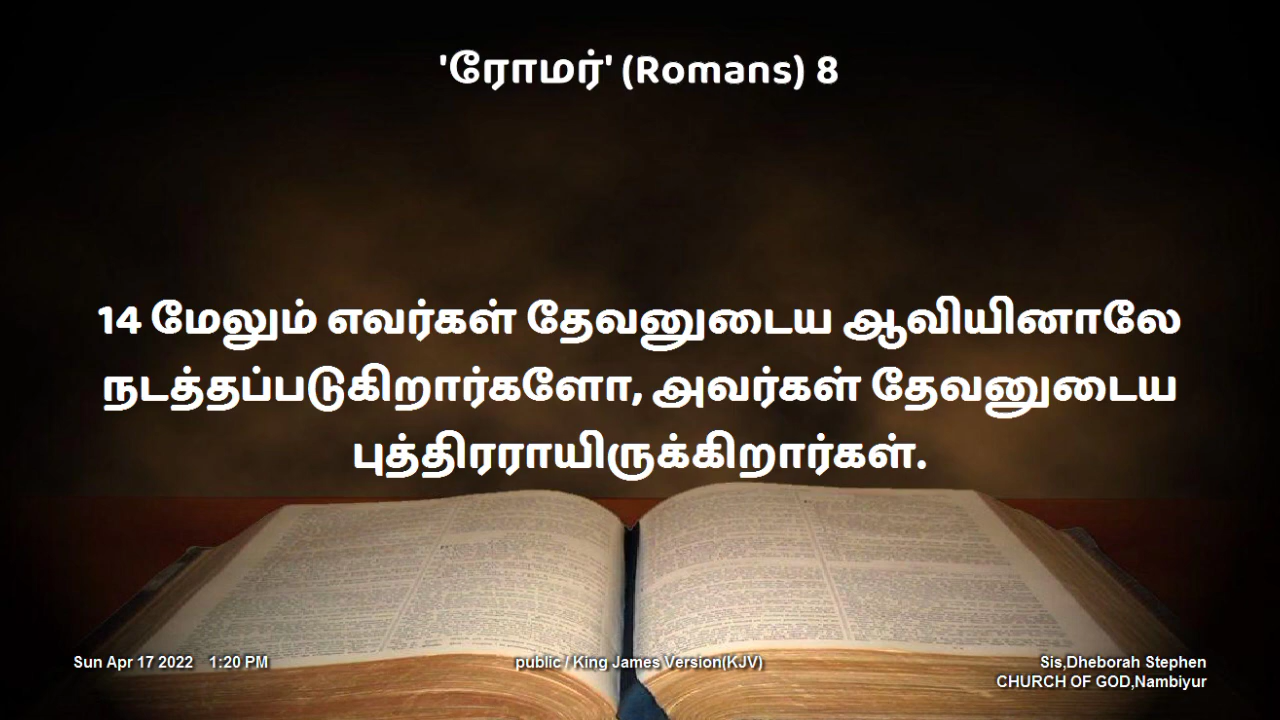 'ரோமர்' (Romans) 8
14 மேலும் எவர்கள் தேவனுடைய ஆவியினாலே
நடத்தப்படுகிறார்களோ, அவர்கள் தேவனுடைய
புத்திரராயிருக்கிறார்கள்.
Sun Apr 17 2022 1:20 PM
public / King James Version(KJV)
Sis,Dheborah Stephen
CHURCH OF GOD,Nambiyur